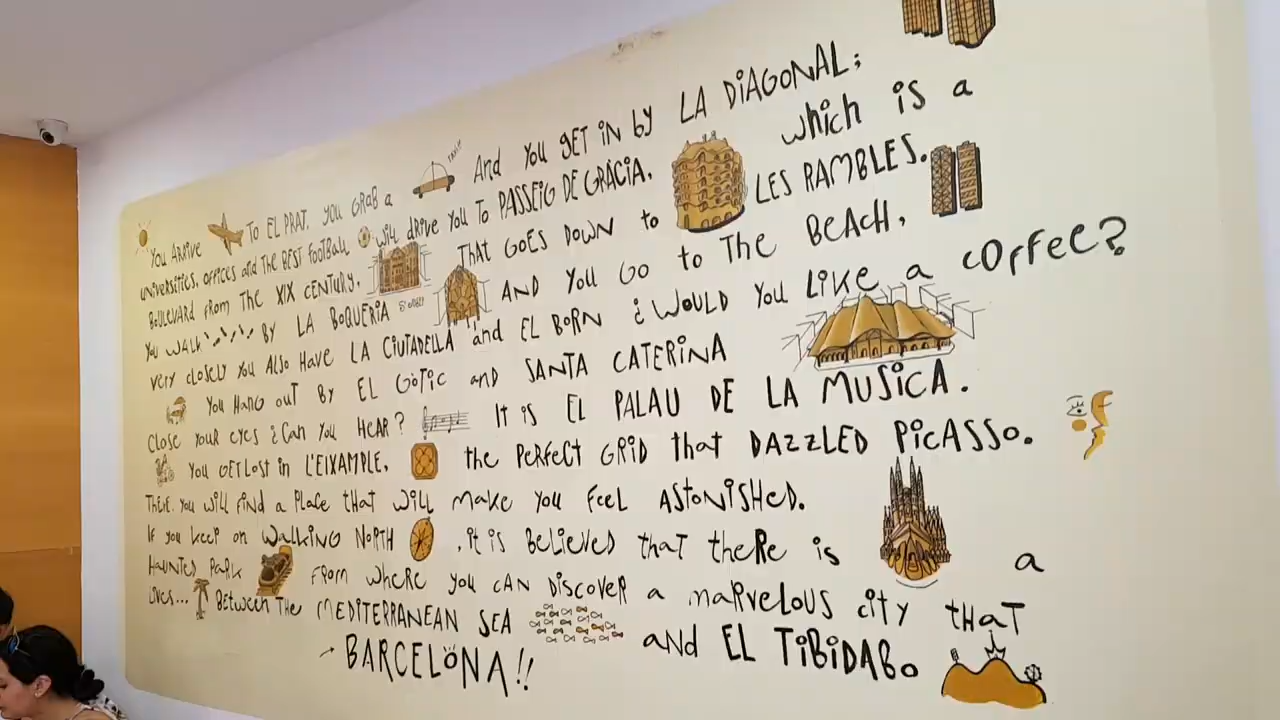 You ARRIVE TO EL PRAT, you GRAB a And You GET in by LA DiAGONAL;
UNIVERSITIES, OFFICES and THE BEST FOOTBALL will dRiVE You To PASSEIG DE GRÀCIA, which is a
BOULEVARD from THE XIX CENTURY, THAT GOES DOWN to LES RAMBLES.
You WALK BY LA BOQUERIA AND YOU GO to THE BEACH,
VERY closely you Also HAVE LA CIUTADELLA and EL BORN ¿WOULD YOU LIKE a coffee?
You HANG out BY EL GòTIC and SANTA CATERINA
CLOSE YOUR EYES ¿Can You HEAR? It is EL PALAU DE LA MUSICA.
You GET LOST in L'EIXAMPLE, the PERFECT GRID that DAZZLED PICASSO.
THERE, you will FIND a PLACE tHAT Will make you feel ASTONISHED.
If you keep on WALKING NORTH , it is BELIEVED THAT theRE is a
HAUNTED PARK FROM WHERE you CAN DISCOVER a maRVELOUS city tHaT
Lives... BETWEEN THE MEDITERRANEAN SEA and EL TiBiDABo
BARCELÖNA!!